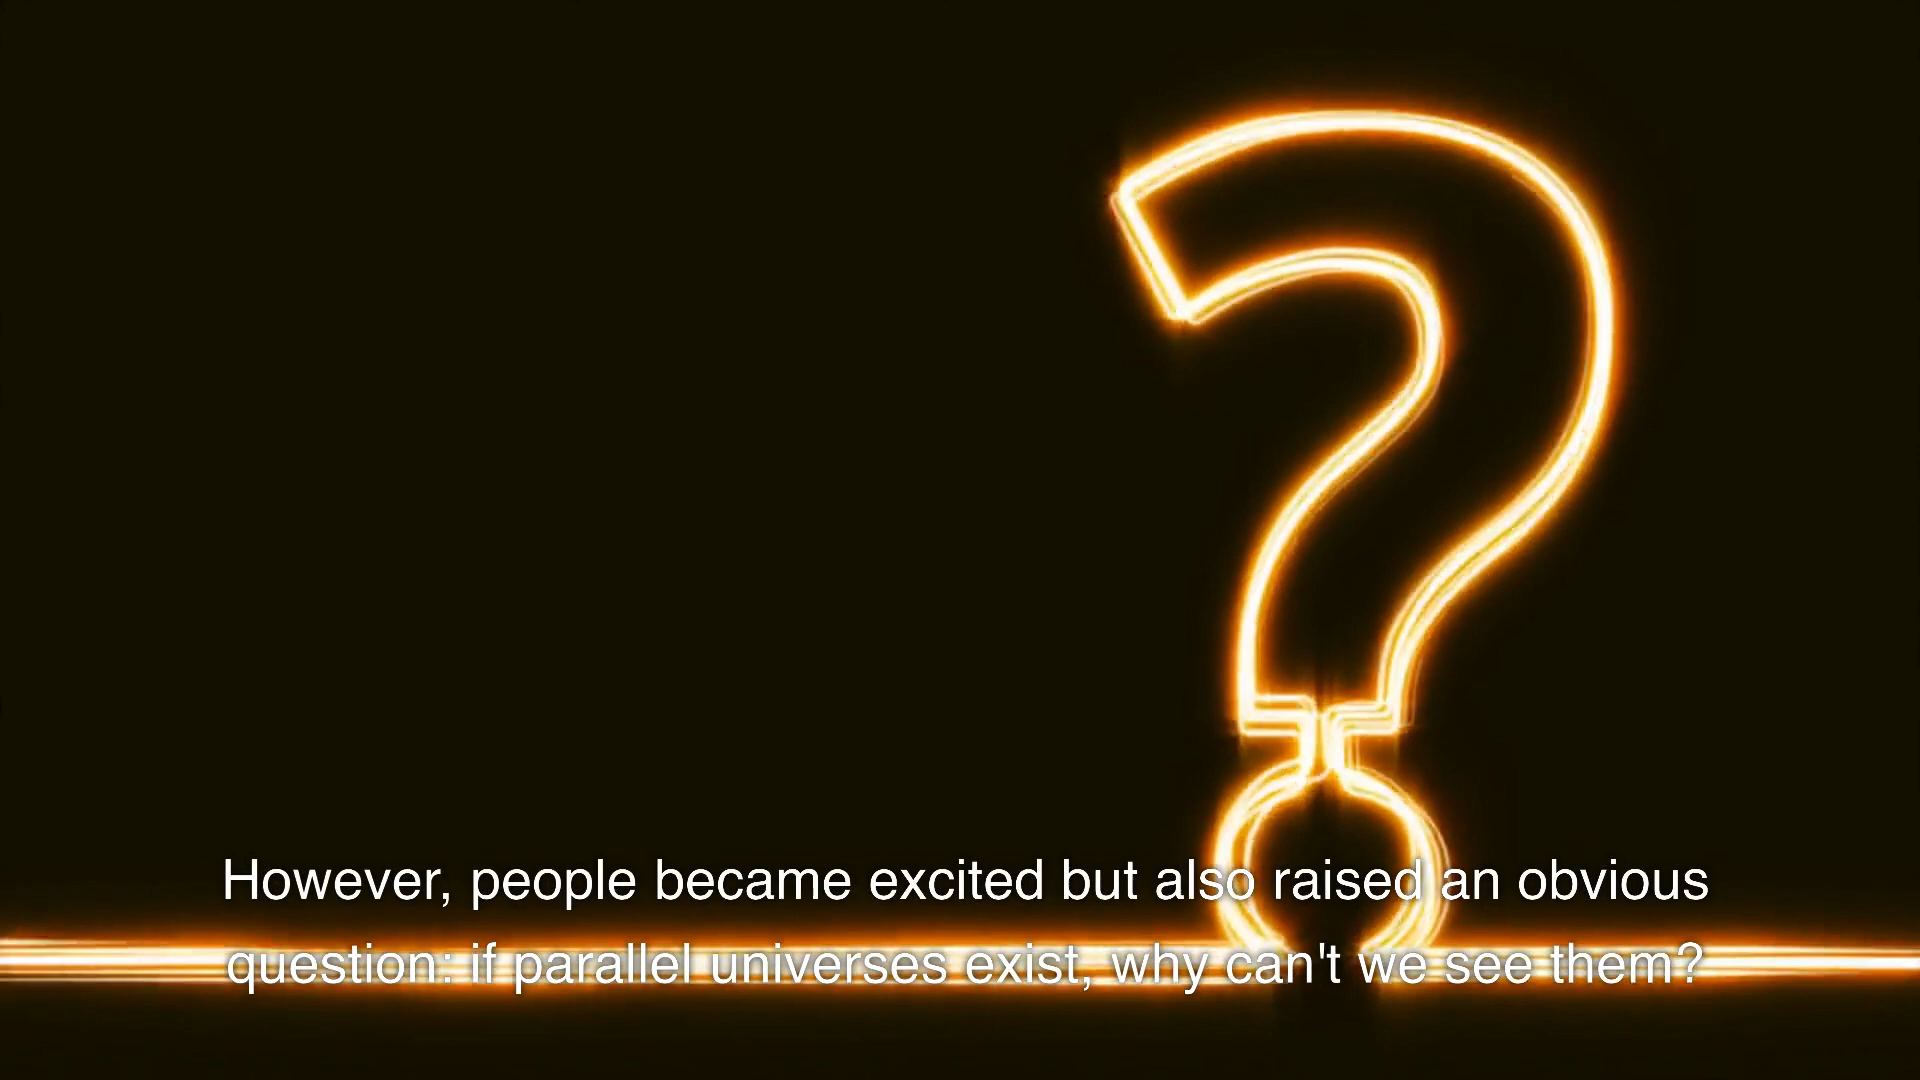 However, people became excited but also raised an obvious
question: if parallel universes exist, why can't we see them?